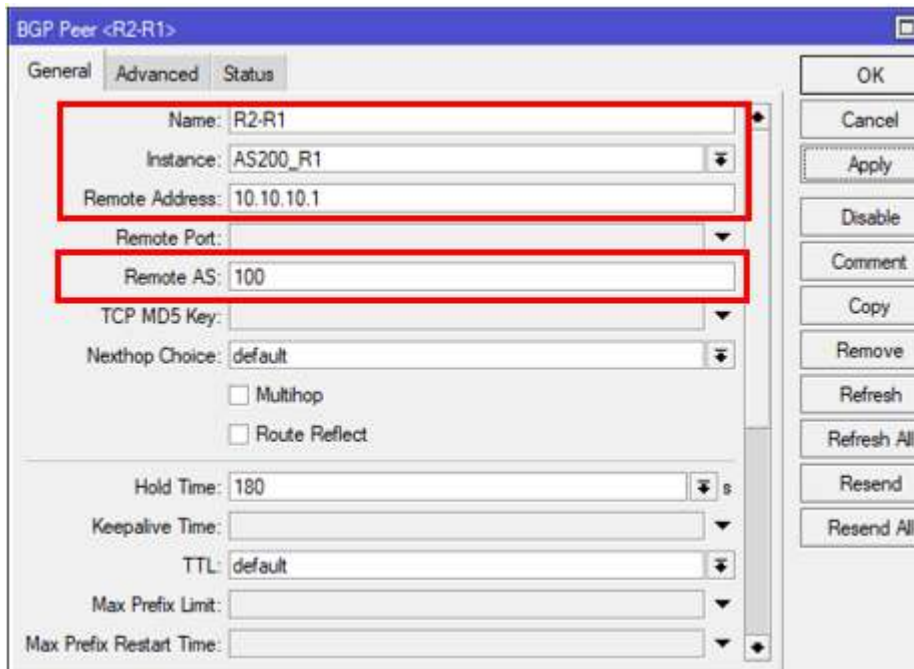 BGP Peer <R2-R1>
General Advanced Status
Name: R2-R1
Instance: AS200_R1
Remote Address: 10.10.10.1
Remote Port:
Remote AS: 100
TCP MD5 Key:
Nexthop Choice: default
Multihop
Route Reflect
Hold Time: 180 s
Keepalive Time:
TTL: default
Max Prefix Limit:
Max Prefix Restart Time:
OK
Cancel
Apply
Disable
Comment
Copy
Remove
Refresh
Refresh All
Resend
Resend All